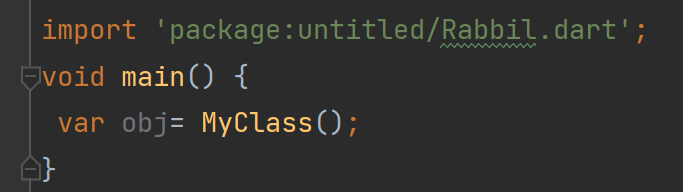 import 'package:untitled/Rabbil.dart';
void main() {
 var obj= MyClass();
}